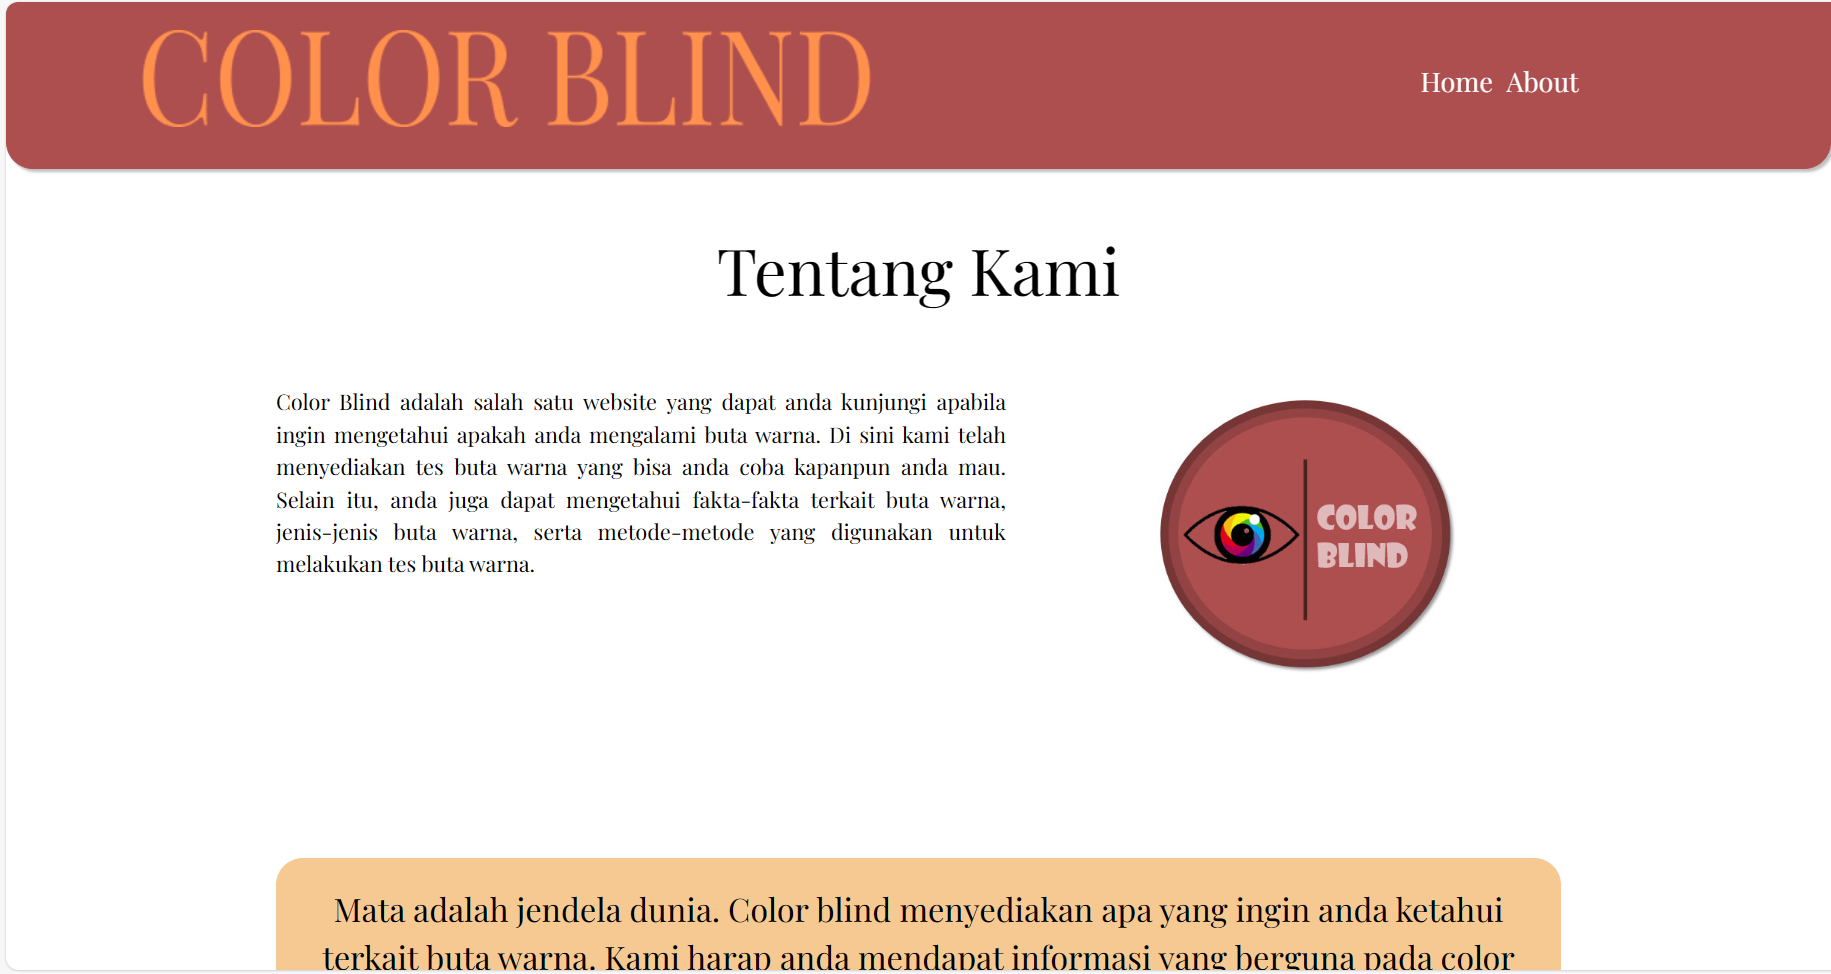 COLOR BLIND
Home About
Tentang Kami
Color Blind adalah salah satu website yang dapat anda kunjungi apabila
ingin mengetahui apakah anda mengalami buta warna. Di sini kami telah
menyediakan tes buta warna yang bisa anda coba kapanpun anda mau.
Selain itu, anda juga dapat mengetahui fakta-fakta terkait buta warna,
jenis-jenis buta warna, serta metode-metode yang digunakan untuk
melakukan tes buta warna.
COLOR
BLIND
Mata adalah jendela dunia. Color blind menyediakan apa yang ingin anda ketahui
terkait buta warna. Kami harap anda mendapat informasi yang berguna pada color